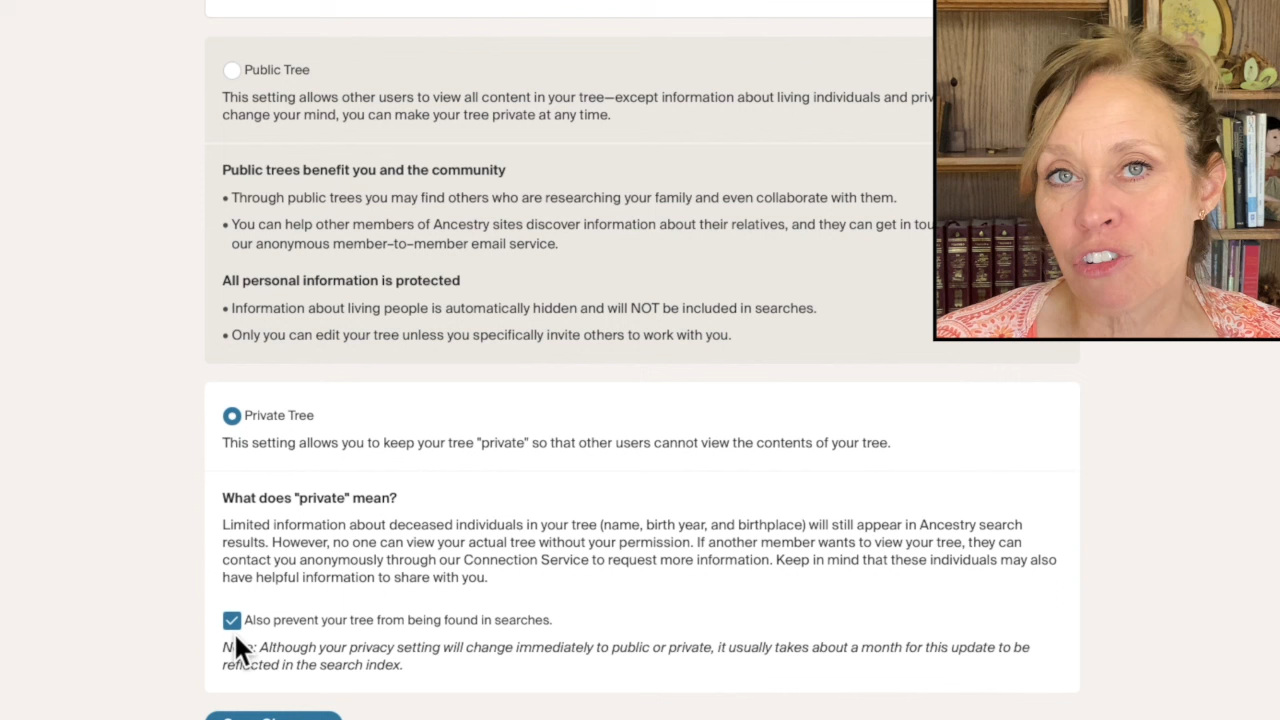 Public Tree
This setting allows other users to view all content in your tree—except information about living individuals and
change your mind, you can make your tree private at any time.
Public trees benefit you and the community
• Through public trees you may find others who are researching your family and even collaborate with them.
• You can help other members of Ancestry sites discover information about their relatives, and they can get in
our anonymous member–to–member email service.
All personal information is protected
• Information about living people is automatically hidden and will NOT be included in searches.
• Only you can edit your tree unless you specifically invite others to work with you.
Private Tree
This setting allows you to keep your tree "private" so that other users cannot view the contents of your tree.
What does "private" mean?
Limited information about deceased individuals in your tree (name, birth year, and birthplace) will still appear in Ancestry search
results. However, no one can view your actual tree without your permission. If another member wants to view your tree, they can
contact you anonymously through our Connection Service to request more information. Keep in mind that these individuals may also
have helpful information to share with you.
Also prevent your tree from being found in searches.
Note: Although your privacy setting will change immediately to public or private, it usually takes about a month for this update to be
reflected in the search index.